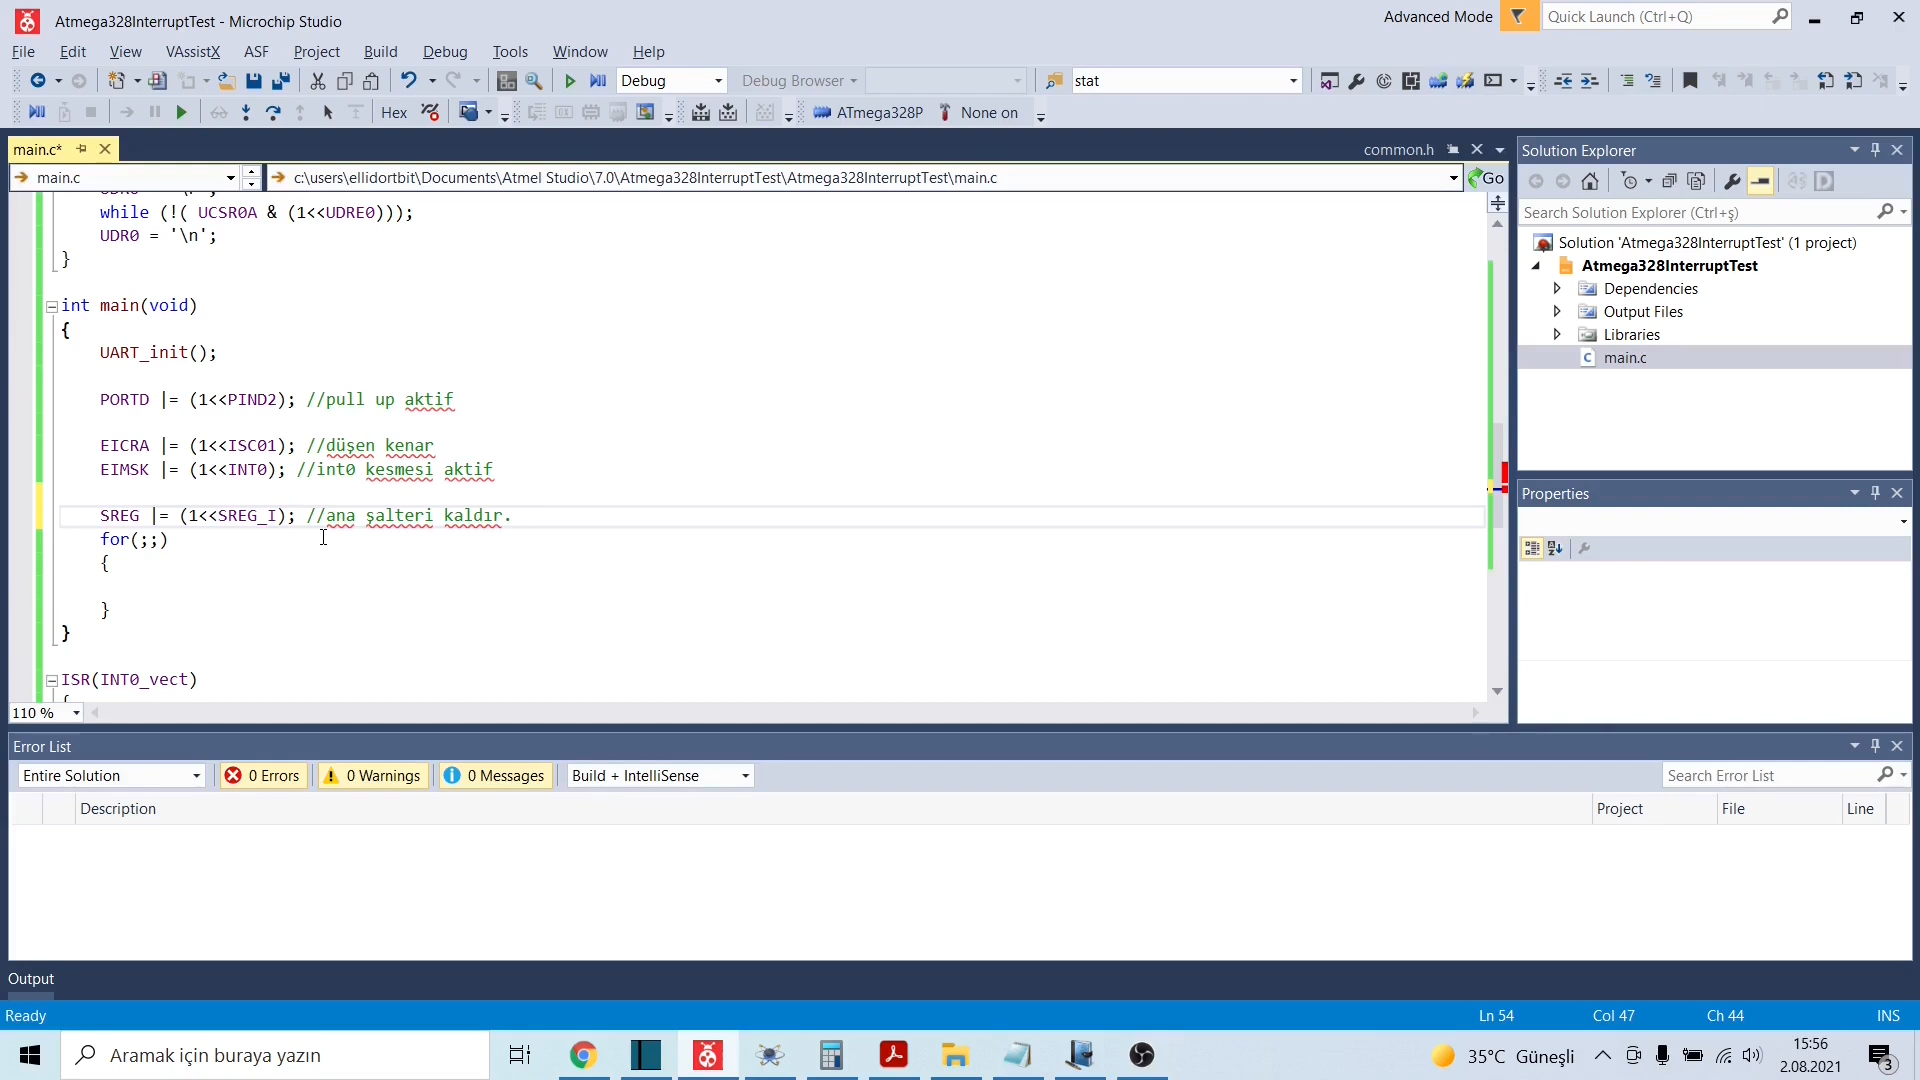 Atmega328InterruptTest - Microchip Studio
Advanced Mode
Quick Launch (Ctrl+Q)
File Edit View VAssistX ASF Project Build Debug Tools Window Help
Debug
Debug Browser
stat
Hex
ATmega328P
None on
main.c*
common.h
main.c
c:\users\ellidortbit\Documents\Atmel Studio\7.0\Atmega328InterruptTest\Atmega328InterruptTest\main.c
Go
while (!( UCSR0A & (1<<UDRE0)));
UDR0 = '\n';
}
int main(void)
{
UART_init();
PORTD |= (1<<PIND2); //pull up aktif
EICRA |= (1<<ISC01); //düşen kenar
EIMSK |= (1<<INT0); //int0 kesmesi aktif
SREG |= (1<<SREG_I); //ana şalteri kaldır.
for(;;)
{
}
}
ISR(INT0_vect)
110 %
Solution Explorer
Search Solution Explorer (Ctrl+ş)
Solution 'Atmega328InterruptTest' (1 project)
Atmega328InterruptTest
Dependencies
Output Files
Libraries
main.c
Properties
Error List
Entire Solution
0 Errors
0 Warnings
0 Messages
Build + IntelliSense
Search Error List
Description
Project
File
Line
Output
Ready
Ln 54
Col 47
Ch 44
INS
Aramak için buraya yazın
35°C Güneşli
15:56
2.08.2021
3